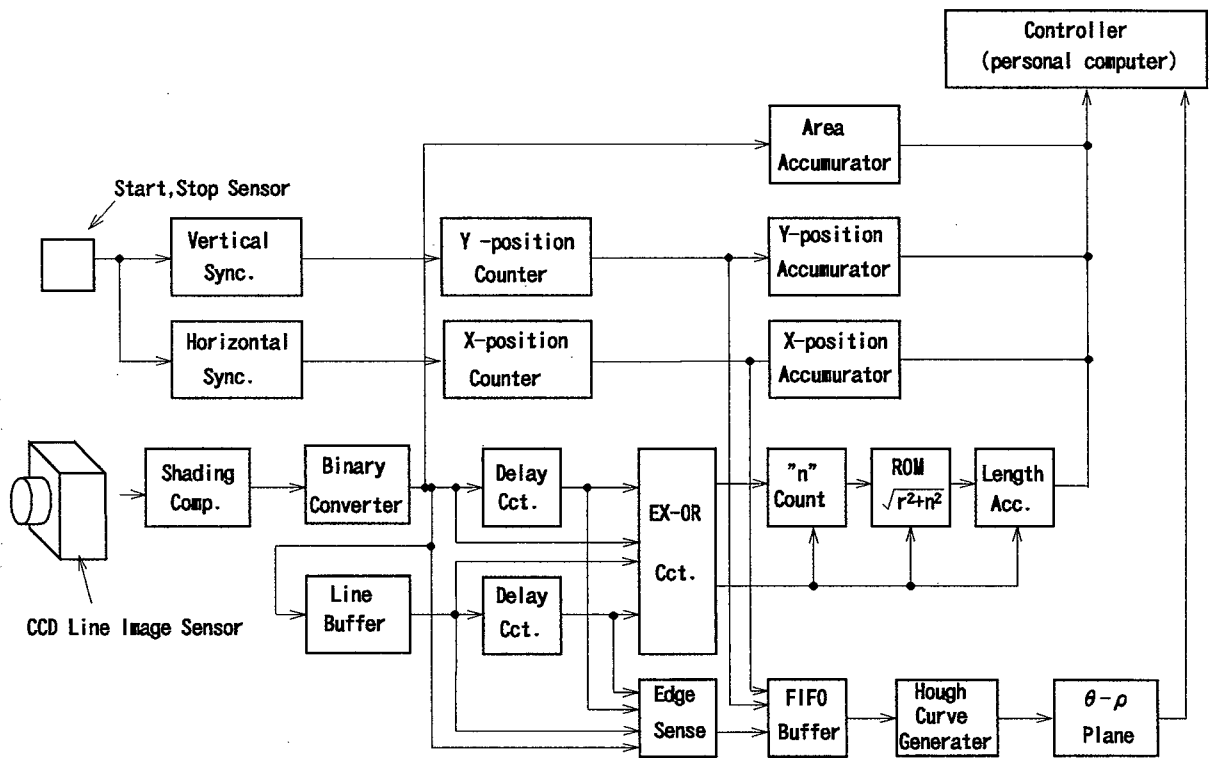 Controller
(personal computer)
Area
Accumurator
Start,Stop Sensor
Vertical
Sync.
Y -position
Counter
Y-position
Accumurator
Horizontal
Sync.
X-position
Counter
X-position
Accumurator
Shading
Comp.
Binary
Converter
Delay
Cct.
EX-OR
Cct.
"n"
Count
ROM
√r²+n²
Length
Acc.
Line
Buffer
Delay
Cct.
CCD Line Image Sensor
Edge
Sense
FIFO
Buffer
Hough
Curve
Generater
θ-ρ
Plane